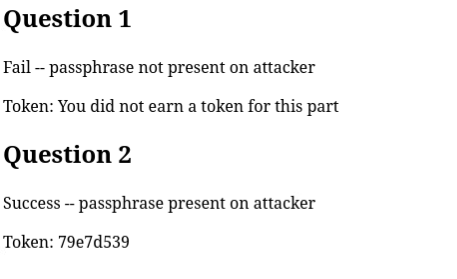 Question 1
Fail -- passphrase not present on attacker
Token: You did not earn a token for this part
Question 2
Success -- passphrase present on attacker
Token: 79e7d539